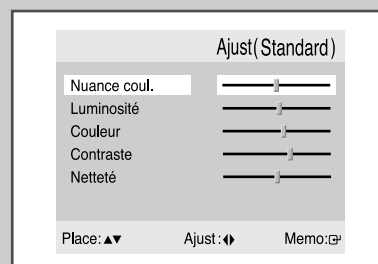 Ajust(Standard)
Nuance coul.
Luminosité
Couleur
Contraste
Netteté
Place:▲▼ Ajust:◀▶ Memo: